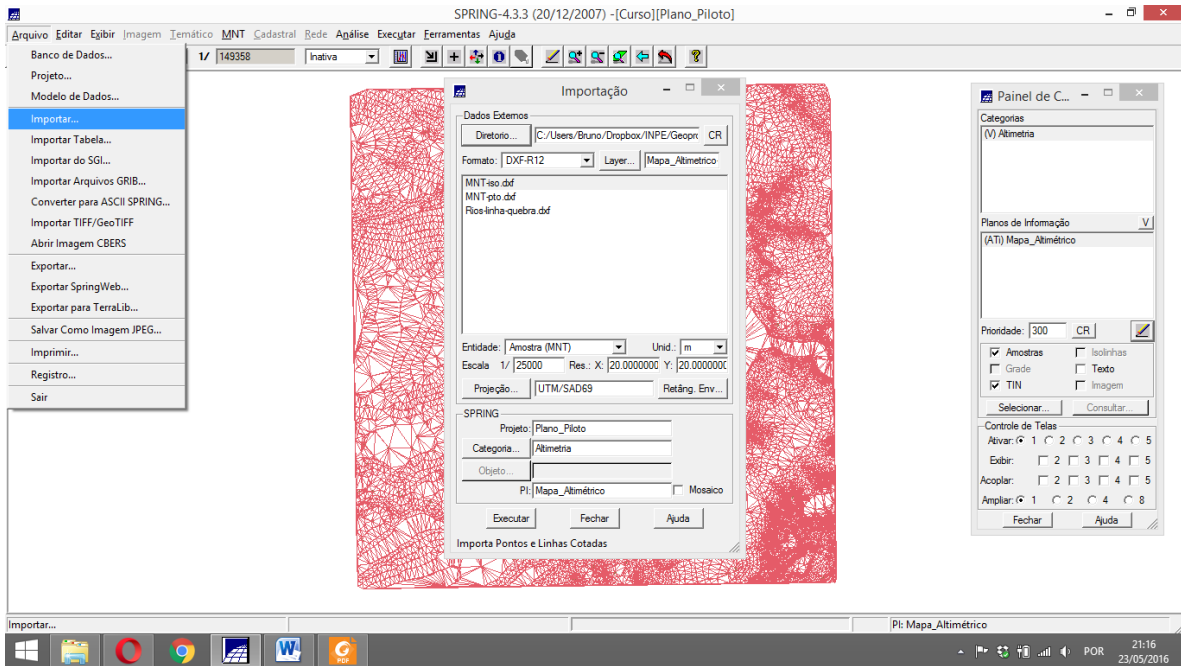 SPRING-4.3.3 (20/12/2007) -[Curso][Plano_Piloto]
Arquivo Editar Exibir Imagem Temático MNT Cadastral Rede Análise Executar Ferramentas Ajuda
1/ 149358 Inativa
Banco de Dados...
Projeto...
Modelo de Dados...
Importar...
Importar Tabela...
Importar do SGI...
Importar Arquivos GRIB...
Converter para ASCII SPRING...
Importar TIFF/GeoTIFF
Abrir Imagem CBERS
Exportar...
Exportar SpringWeb...
Exportar para TerraLib...
Salvar Como Imagem JPEG...
Imprimir...
Registro...
Sair
Importação
Dados Externos
Diretorio... C:/Users/Bruno/Dropbox/INPE/Geopro CR
Formato: DXF-R12 Layer... Mapa_Altimetrico
MNT-iso.dxf
MNT-pto.dxf
Rios-linha-quebra.dxf
Entidade: Amostra (MNT) Unid.: m
Escala 1/ 25000 Res.: X: 20.0000000 Y: 20.0000000
Projeção... UTM/SAD69 Retâng. Env...
SPRING
Projeto: Plano_Piloto
Categoria... Altimetria
Objeto...
PI: Mapa_Altimétrico Mosaico
Executar Fechar Ajuda
Importa Pontos e Linhas Cotadas
Painel de C...
Categorias
(V) Altimetria
Planos de Informação V
(ATi) Mapa_Altimétrico
Prioridade: 300 CR
Amostras Isolinhas
Grade Texto
TIN Imagem
Selecionar... Consultar...
Controle de Telas
Ativar: 1 2 3 4 5
Exibir: 2 3 4 5
Acoplar: 2 3 4 5
Ampliar: 1 2 4 8
Fechar Ajuda
Importar... PI: Mapa_Altimétrico
PDF
POR
21:16
23/05/2016